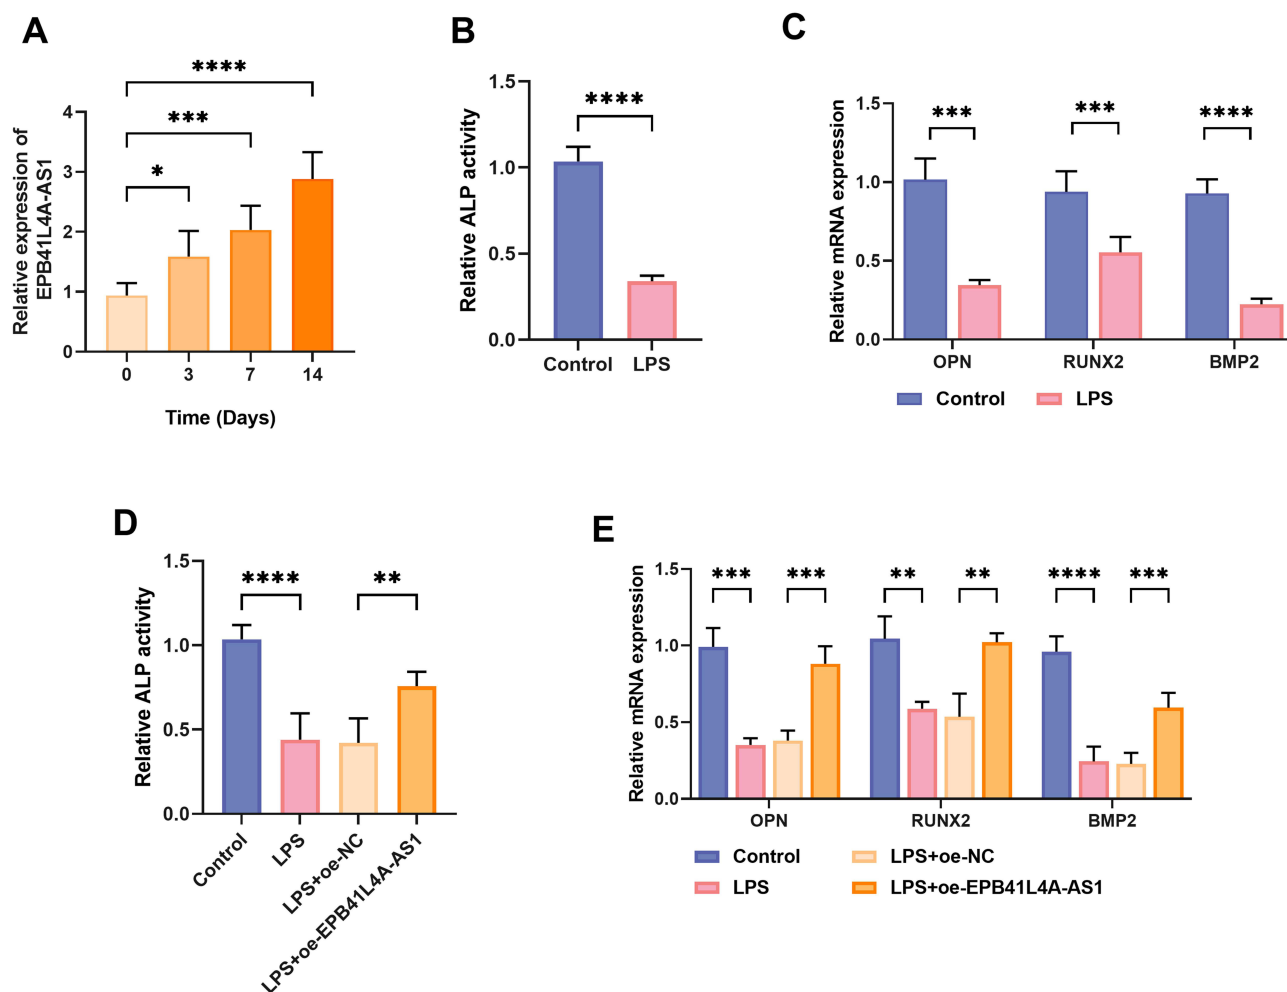 A
Relative expression of
EPB41L4A-AS1
4
3
2
1
0
****
***
*
0 3 7 14
Time (Days)
B
Relative ALP activity
1.5
1.0
0.5
0.0
****
Control LPS
C
Relative mRNA expression
1.5
1.0
0.5
0.0
*** *** ****
OPN RUNX2 BMP2
Control LPS
D
Relative ALP activity
1.5
1.0
0.5
0.0
**** **
Control
LPS
LPS+oe-NC
LPS+oe-EPB41L4A-AS1
E
Relative mRNA expression
1.5
1.0
0.5
0.0
*** *** ** ** **** ***
OPN RUNX2 BMP2
Control LPS+oe-NC
LPS LPS+oe-EPB41L4A-AS1